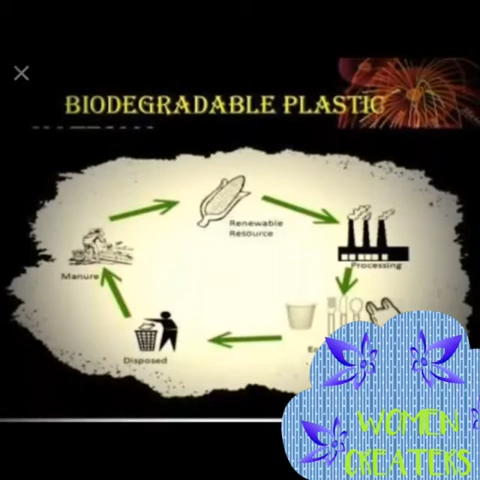 BIODEGRADABLE PLASTIC
Renewable
Resource
Processing
Manure
Disposed
WOMEN
CREATERS